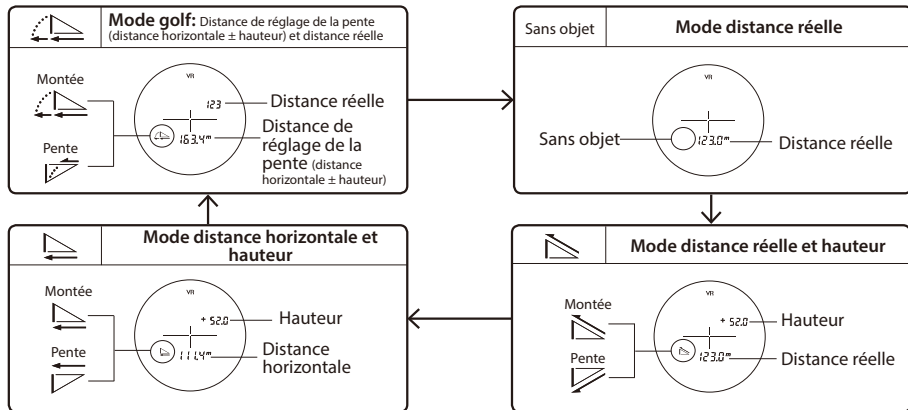 Mode golf: Distance de réglage de la pente
(distance horizontale ± hauteur) et distance réelle
Montée
Pente
VR
123
163.4m
Distance réelle
Distance de
réglage de la
pente (distance
horizontale ± hauteur)
Sans objet
Mode distance réelle
VR
Sans objet
123.0m
Distance réelle
Mode distance horizontale et
hauteur
Montée
Pente
VR
+ 52.0
111.4m
Hauteur
Distance
horizontale
Mode distance réelle et hauteur
Montée
Pente
VR
+ 52.0
123.0m
Hauteur
Distance réelle